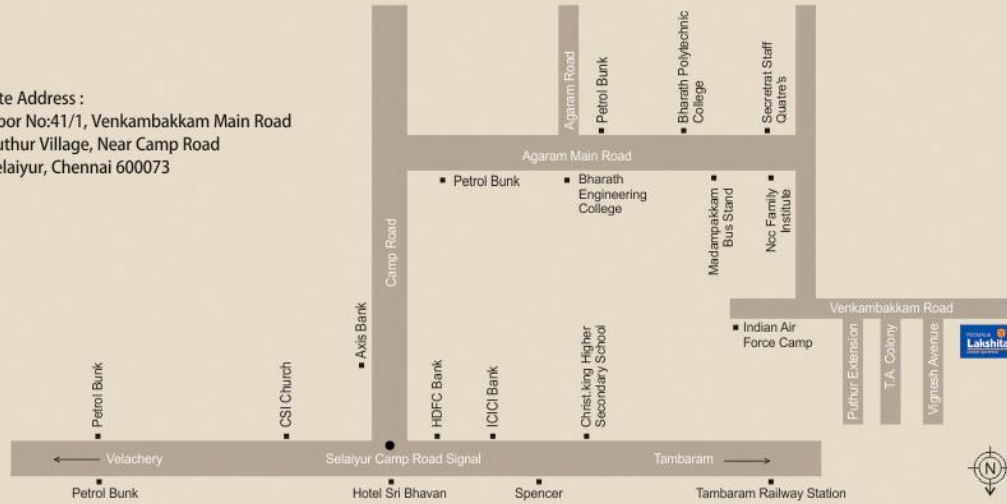 te Address :
oor No:41/1, Venkambakkam Main Road
uthur Village, Near Camp Road
elaiyur, Chennai 600073
Agaram Road
Petrol Bunk
Bharath Polytechnic
College
Secretrat Staff
Quatre's
Agaram Main Road
Petrol Bunk
Bharath
Engineering
College
Madampakkam
Bus Stand
Ncc Family
Institute
Camp Road
Venkambakkam Road
Indian Air
Force Camp
Puthur Extension
T.A. Colony
Vignesh Avenue
Lakshita
Axis Bank
Petrol Bunk
CSI Church
HDFC Bank
ICICI Bank
Christ.king Higher
Secondary School
Velachery
Selaiyur Camp Road Signal
Tambaram
Petrol Bunk
Hotel Sri Bhavan
Spencer
Tambaram Railway Station
N